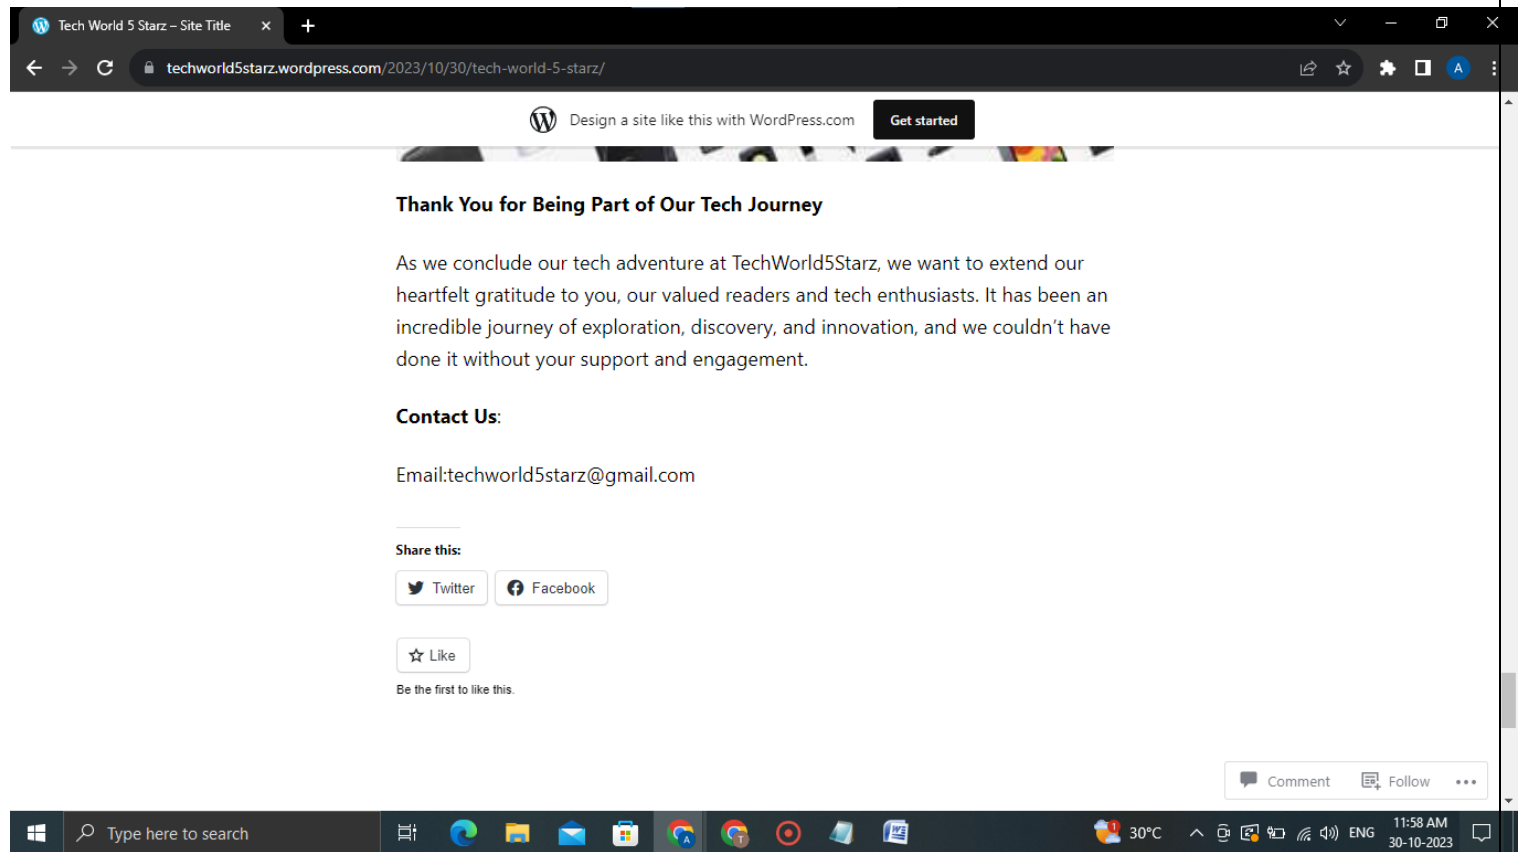 Tech World 5 Starz – Site Title
techworld5starz.wordpress.com/2023/10/30/tech-world-5-starz/
A
Design a site like this with WordPress.com
Get started
Thank You for Being Part of Our Tech Journey
As we conclude our tech adventure at TechWorld5Starz, we want to extend our
heartfelt gratitude to you, our valued readers and tech enthusiasts. It has been an
incredible journey of exploration, discovery, and innovation, and we couldn’t have
done it without your support and engagement.
Contact Us:
Email:techworld5starz@gmail.com
Share this:
Twitter
Facebook
Like
Be the first to like this.
Comment
Follow
Type here to search
1
30°C
ENG
11:58 AM
30-10-2023